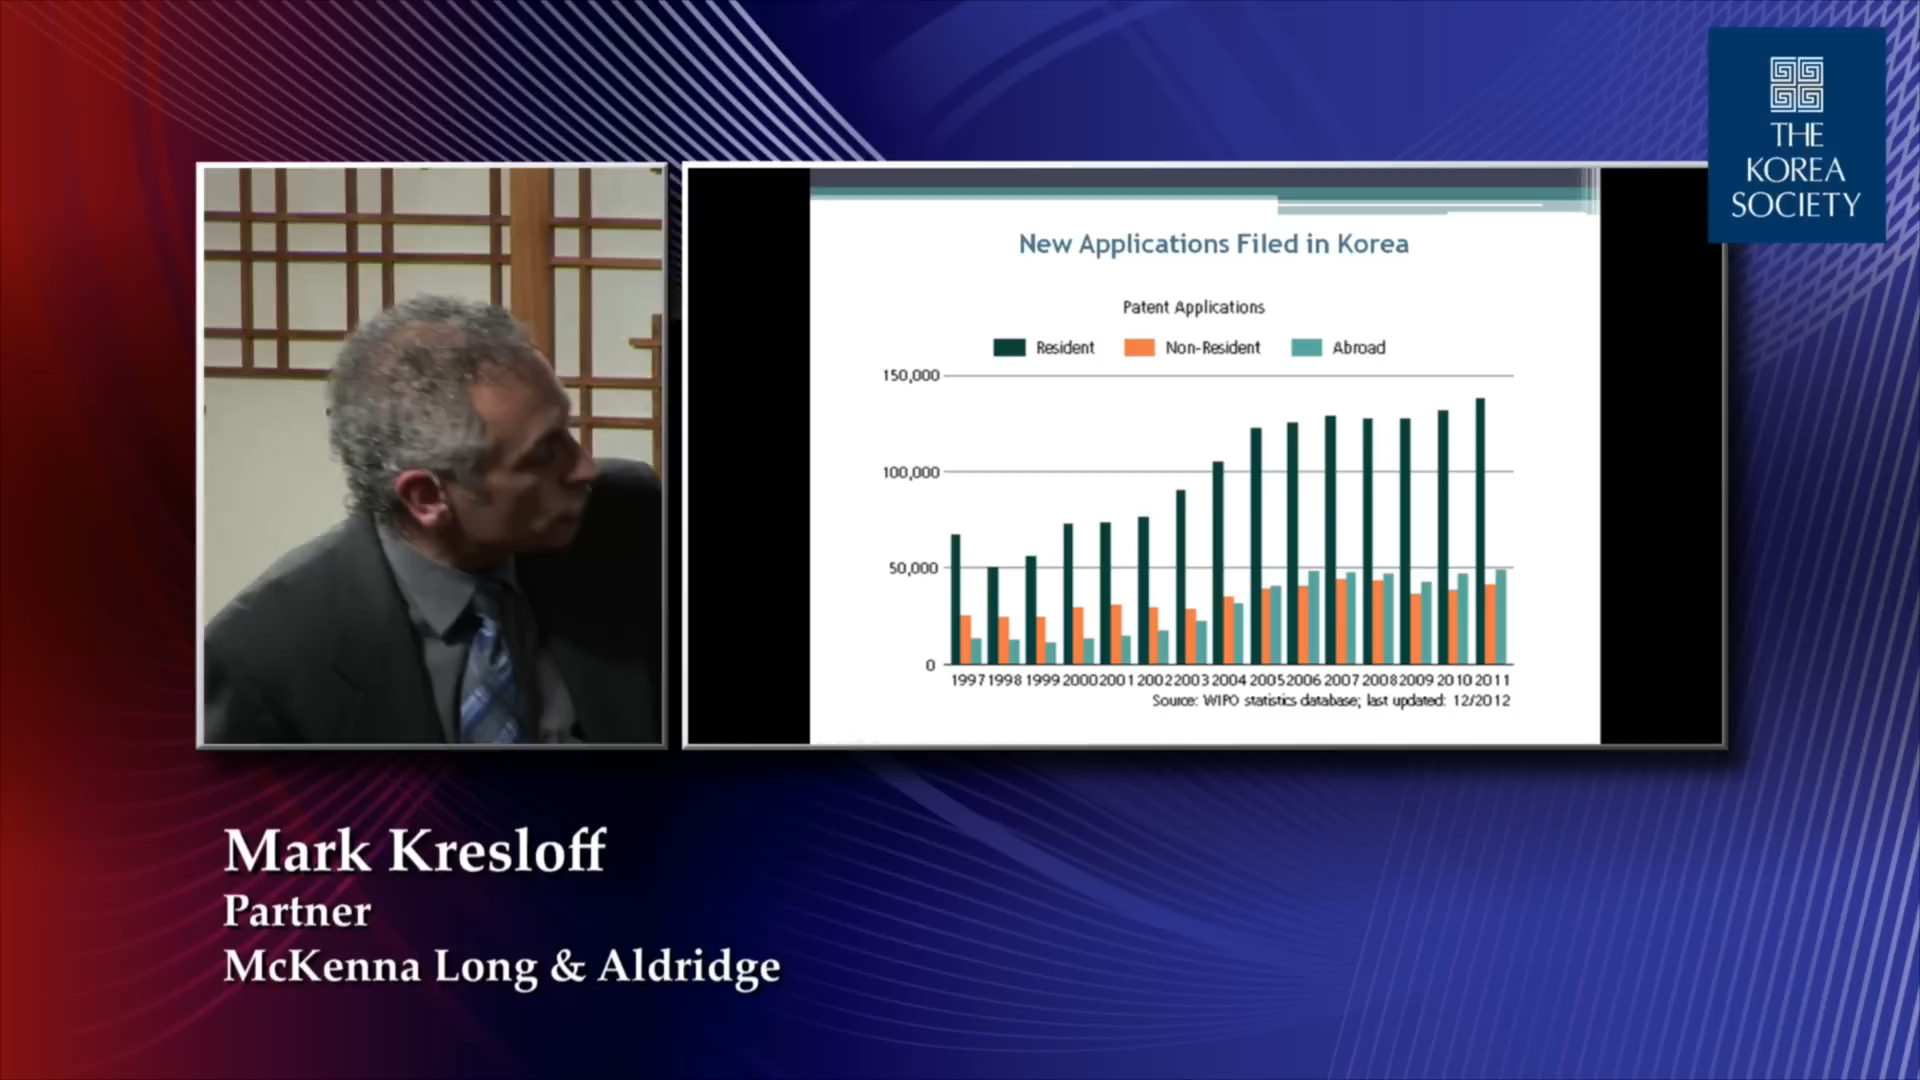 THE
KOREA
SOCIETY
New Applications Filed in Korea
Patent Applications
Resident Non-Resident Abroad
150,000
100,000
50,000
0
1997 1998 1999 2000 2001 2002 2003 2004 2005 2006 2007 2008 2009 2010 2011
Source: WIPO statistics database; last updated: 12/2012
Mark Kresloff
Partner
McKenna Long & Aldridge